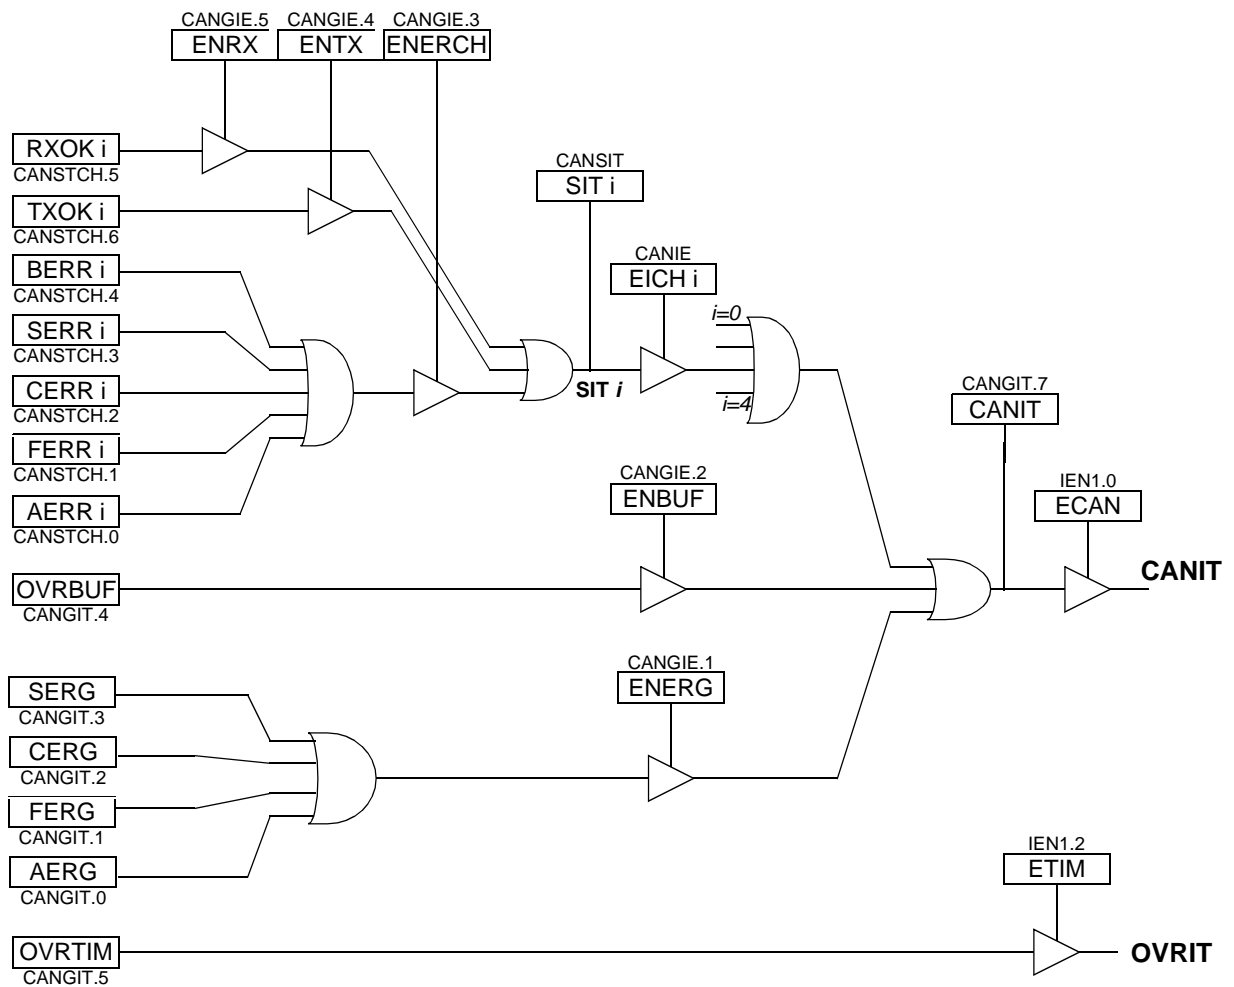 CANGIE.5 CANGIE.4 CANGIE.3
ENRX ENTX ENERCH
RXOK i
CANSTCH.5
TXOK i
CANSTCH.6
BERR i
CANSTCH.4
SERR i
CANSTCH.3
CERR i
CANSTCH.2
FERR i
CANSTCH.1
AERR i
CANSTCH.0
CANSIT
SIT i
SIT i
CANIE
EICH i
i=0
i=4
CANGIT.7
CANIT
IEN1.0
ECAN
CANIT
CANGIE.2
ENBUF
OVRBUF
CANGIT.4
CANGIE.1
ENERG
SERG
CANGIT.3
CERG
CANGIT.2
FERG
CANGIT.1
AERG
CANGIT.0
IEN1.2
ETIM
OVRTIM
CANGIT.5
OVRIT